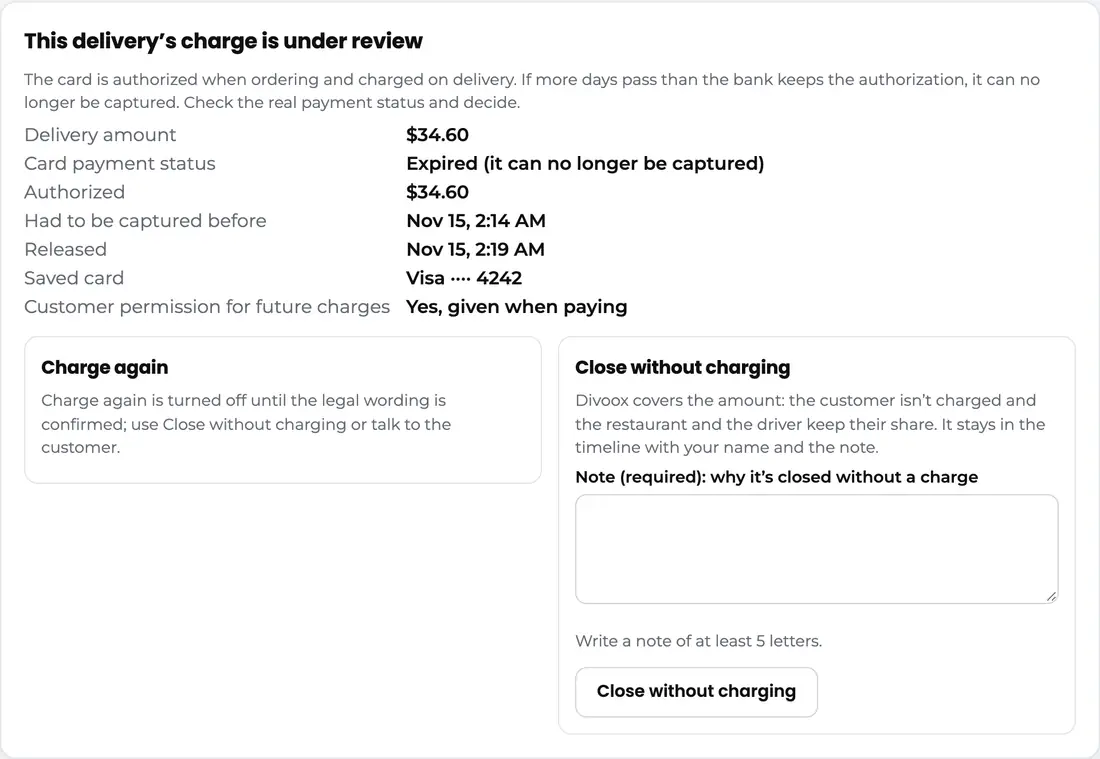 This delivery’s charge is under review
The card is authorized when ordering and charged on delivery. If more days pass than the bank keeps the authorization, it can no
longer be captured. Check the real payment status and decide.
Delivery amount $34.60
Card payment status Expired (it can no longer be captured)
Authorized $34.60
Had to be captured before Nov 15, 2:14 AM
Released Nov 15, 2:19 AM
Saved card Visa ···· 4242
Customer permission for future charges Yes, given when paying
Charge again
Charge again is turned off until the legal wording is
confirmed; use Close without charging or talk to the
customer.
Close without charging
Divoox covers the amount: the customer isn’t charged and
the restaurant and the driver keep their share. It stays in the
timeline with your name and the note.
Note (required): why it’s closed without a charge
Write a note of at least 5 letters.
Close without charging